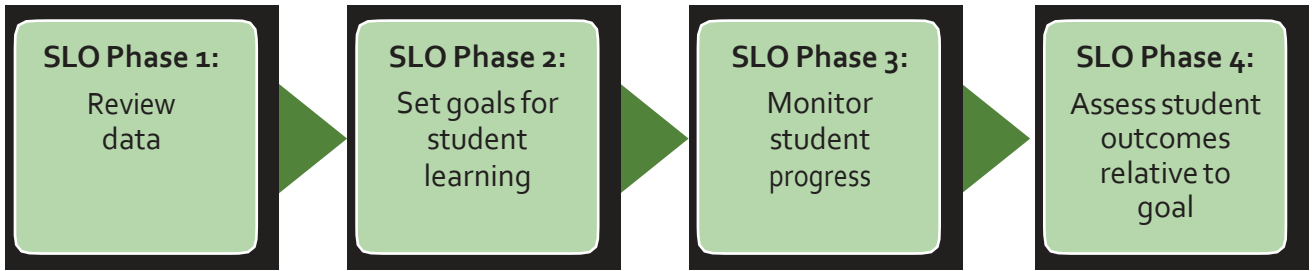 SLO Phase 1:
Review
data
SLO Phase 2:
Set goals for
student
learning
SLO Phase 3:
Monitor
student
progress
SLO Phase 4:
Assess student
outcomes
relative to
goal